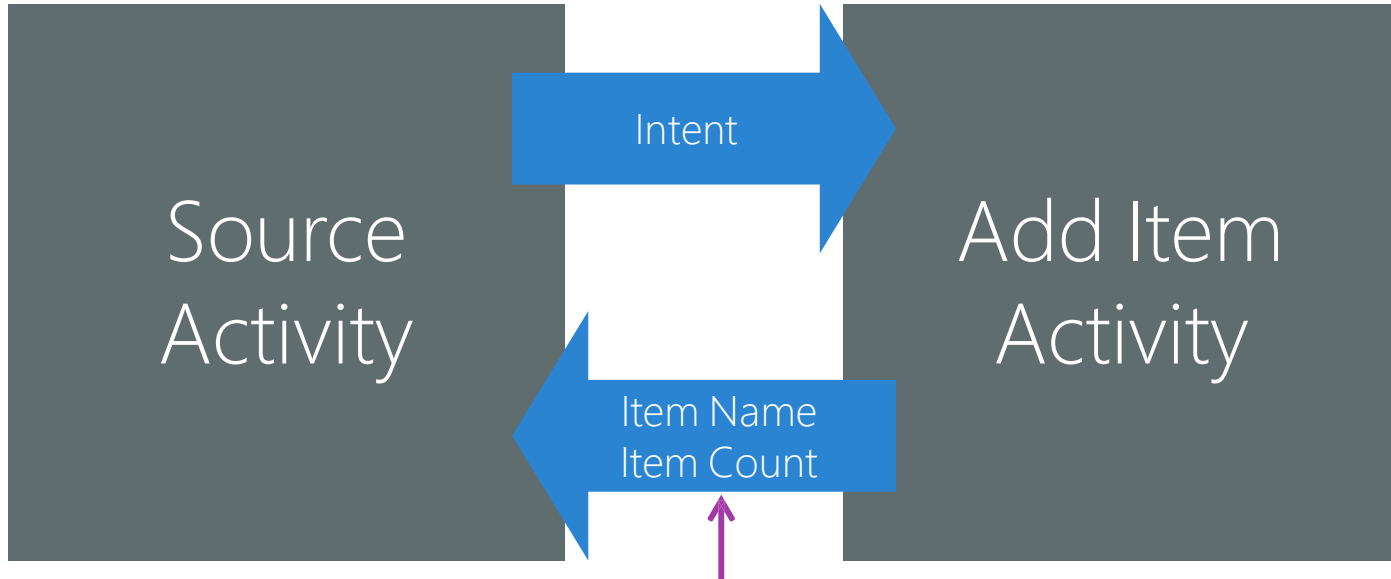 Source
Activity
Intent
Item Name
Item Count
Add Item
Activity